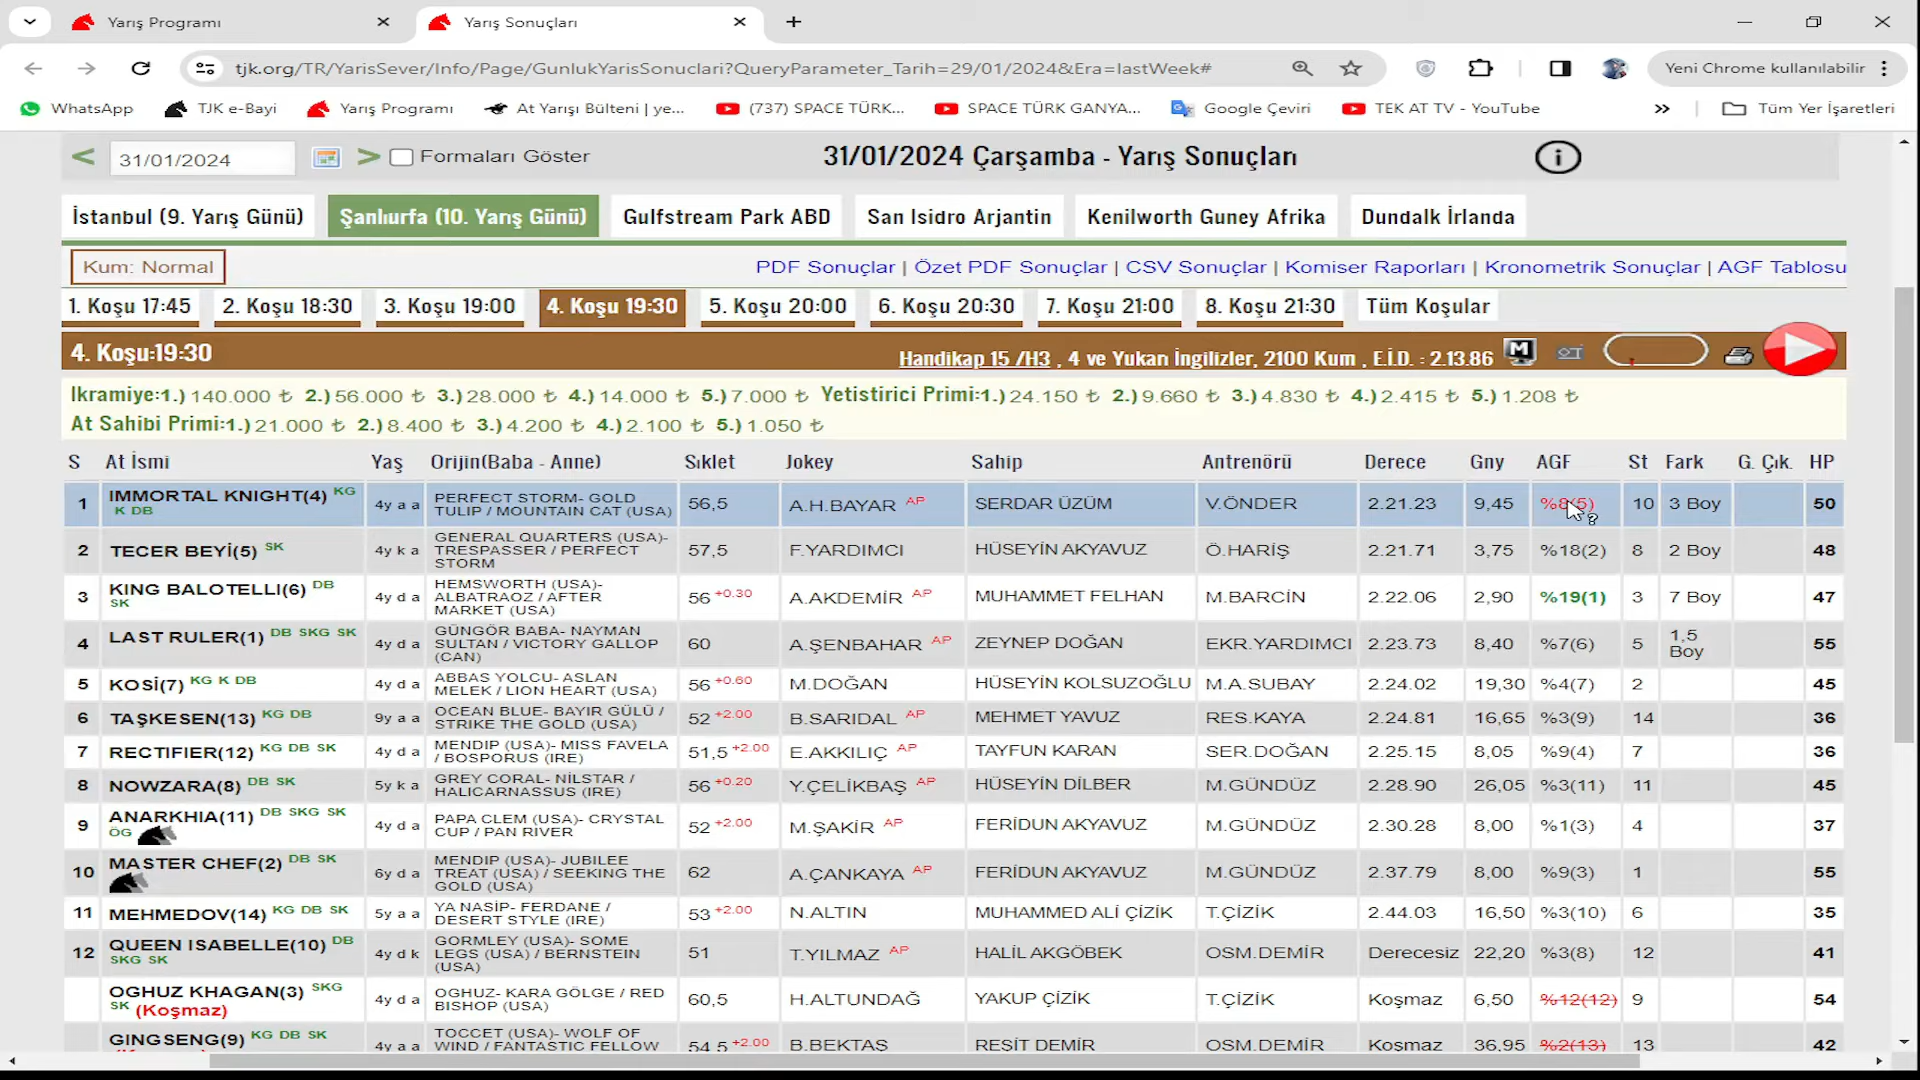 Yarış Programı
Yarış Sonuçları
tjk.org/TR/YarisSever/Info/Page/GunlukYarisSonuclari?QueryParameter_Tarih=29/01/2024&Era=lastWeek#
Yeni Chrome kullanılabilir
WhatsApp TJK e-Bayi Yarış Programı At Yarışı Bülteni | ye... (737) SPACE TÜRK... SPACE TÜRK GANYA... Google Çeviri TEK AT TV - YouTube » Tüm Yer İşaretleri
< 31/01/2024 > Formaları Göster 31/01/2024 Çarşamba - Yarış Sonuçları
İstanbul (9. Yarış Günü) Şanlıurfa (10. Yarış Günü) Gulfstream Park ABD San Isidro Arjantin Kenilworth Guney Afrika Dundalk İrlanda
Kum: Normal
PDF Sonuçlar | Özet PDF Sonuçlar | CSV Sonuçlar | Komiser Raporları | Kronometrik Sonuçlar | AGF Tablosu
1. Koşu 17:45 2. Koşu 18:30 3. Koşu 19:00 4. Koşu 19:30 5. Koşu 20:00 6. Koşu 20:30 7. Koşu 21:00 8. Koşu 21:30 Tüm Koşular
4. Koşu:19:30 Handikap 15 /H3 , 4 ve Yukarı İngilizler, 2100 Kum , E.İ.D. : 2.13.86 M
İkramiye:1.) 140.000 ₺ 2.) 56.000 ₺ 3.) 28.000 ₺ 4.) 14.000 ₺ 5.) 7.000 ₺ Yetistirici Primi:1.) 24.150 ₺ 2.) 9.660 ₺ 3.) 4.830 ₺ 4.) 2.415 ₺ 5.) 1.208 ₺
At Sahibi Primi:1.) 21.000 ₺ 2.) 8.400 ₺ 3.) 4.200 ₺ 4.) 2.100 ₺ 5.) 1.050 ₺
S At İsmi Yaş Orijin(Baba - Anne) Sıklet Jokey Sahip Antrenörü Derece Gny AGF St Fark G. Çık. HP
1 IMMORTAL KNIGHT(4) KG K DB 4y a a PERFECT STORM- GOLD TULIP / MOUNTAIN CAT (USA) 56,5 A.H.BAYAR AP SERDAR ÜZÜM V.ÖNDER 2.21.23 9,45 %8(5) 10 3 Boy 50
2 TECER BEYİ(5) SK 4y k a GENERAL QUARTERS (USA)- TRESPASSER / PERFECT STORM 57,5 F.YARDIMCI HÜSEYİN AKYAVUZ Ö.HARİŞ 2.21.71 3,75 %18(2) 8 2 Boy 48
3 KING BALOTELLI(6) DB SK 4y d a HEMSWORTH (USA)- ALBATRAOZ / AFTER MARKET (USA) 56 +0.30 A.AKDEMİR AP MUHAMMET FELHAN M.BARCİN 2.22.06 2,90 %19(1) 3 7 Boy 47
4 LAST RULER(1) DB SKG SK 4y d a GÜNGÖR BABA- NAYMAN SULTAN / VICTORY GALLOP (CAN) 60 A.ŞENBAHAR AP ZEYNEP DOĞAN EKR.YARDIMCI 2.23.73 8,40 %7(6) 5 1,5 Boy 55
5 KOSİ(7) KG K DB 4y d a ABBAS YOLCU- ASLAN MELEK / LION HEART (USA) 56 +0.60 M.DOĞAN HÜSEYİN KOLSUZOĞLU M.A.SUBAY 2.24.02 19,30 %4(7) 2 45
6 TAŞKESEN(13) KG DB 9y a a OCEAN BLUE- BAYIR GÜLÜ / STRIKE THE GOLD (USA) 52 +2.00 B.SARIDAL AP MEHMET YAVUZ RES.KAYA 2.24.81 16,65 %3(9) 14 36
7 RECTIFIER(12) KG DB SK 4y d a MENDIP (USA)- MISS FAVELA / BOSPORUS (IRE) 51,5 +2.00 E.AKKILIÇ AP TAYFUN KARAN SER.DOĞAN 2.25.15 8,05 %9(4) 7 36
8 NOWZARA(8) DB SK 5y k a GREY CORAL- NİLSTAR / HALICARNASSUS (IRE) 56 +0.20 Y.ÇELİKBAŞ AP HÜSEYİN DİLBER M.GÜNDÜZ 2.28.90 26,05 %3(11) 11 45
9 ANARKHIA(11) DB SKG SK ÖG 4y d a PAPA CLEM (USA)- CRYSTAL CUP / PAN RIVER 52 +2.00 M.ŞAKİR AP FERİDUN AKYAVUZ M.GÜNDÜZ 2.30.28 8,00 %1(3) 4 37
10 MASTER CHEF(2) DB SK 6y d a MENDIP (USA)- JUBILEE TREAT (USA) / SEEKING THE GOLD (USA) 62 A.ÇANKAYA AP FERİDUN AKYAVUZ M.GÜNDÜZ 2.37.79 8,00 %9(3) 1 55
11 MEHMEDOV(14) KG DB SK 5y a a YA NASİP- FERDANE / DESERT STYLE (IRE) 53 +2.00 N.ALTIN MUHAMMED ALİ ÇİZİK T.ÇİZİK 2.44.03 16,50 %3(10) 6 35
12 QUEEN ISABELLE(10) DB SKG SK 4y d k GORMLEY (USA)- SOME LEGS (USA) / BERNSTEIN (USA) 51 T.YILMAZ AP HALİL AKGÖBEK OSM.DEMİR Derecesiz 22,20 %3(8) 12 41
OGHUZ KHAGAN(3) SKG SK (Koşmaz) 4y d a OGHUZ- KARA GÖLGE / RED BISHOP (USA) 60,5 H.ALTUNDAĞ YAKUP ÇİZİK T.ÇİZİK Koşmaz 6,50 %12(12) 9 54
GINGSENG(9) KG DB SK 4y a a TOCCET (USA)- WOLF OF WIND / FANTASTIC FELLOW 54,5 +2.00 B.BEKTAŞ REŞİT DEMİR OSM.DEMİR Koşmaz 36,95 %2(13) 13 42